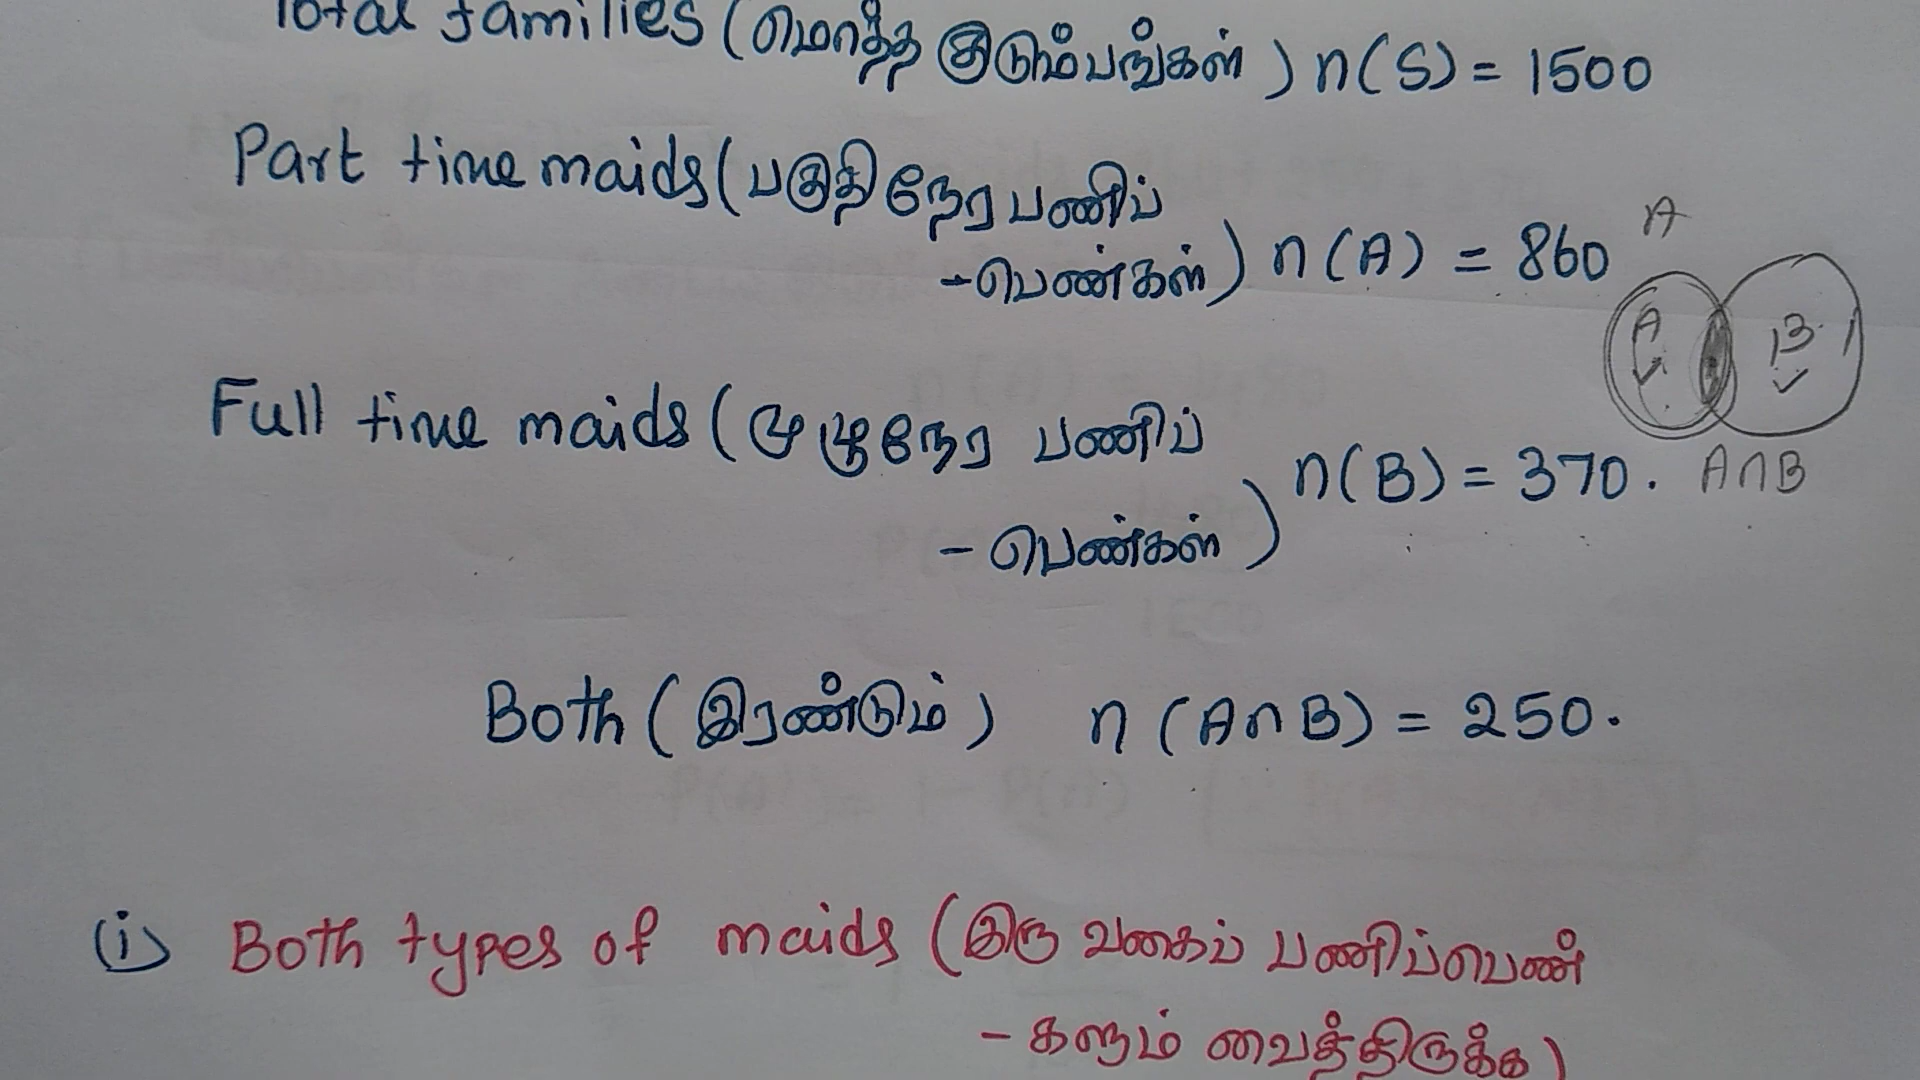 Total families (மொத்த குடும்பங்கள்) n(S) = 1500
Part time maids (பகுதி நேர பணிப்
-பெண்கள்) n(A) = 860
A
A B
Full time maids (முழுநேர பணிப்
-பெண்கள்) n(B) = 370. A∩B
Both (இரண்டும்) n(A∩B) = 250.
(i) Both types of maids (இரு வகைப் பணிப்பெண்
-களும் வைத்திருக்க)